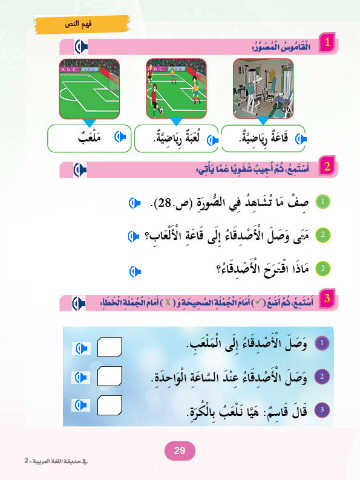 فهم النص
1 الْقَامُوسُ الْمُصَوَّرُ:
قَاعَةٌ رِيَاضِيَّةٌ. لُعْبَةٌ رِيَاضِيَّةٌ. مَلْعَبٌ
2 أَسْتَمِعُ، ثُمَّ أُجِيبُ شَفَوِيًّا عَمَّا يَأْتِي:
1 صِفْ مَا تُشَاهِدُ فِي الصُّورَةِ (ص.28).
2 مَتَى وَصَلَ الْأَصْدِقَاءُ إِلَى قَاعَةِ الْأَلْعَابِ؟
3 مَاذَا اقْتَرَحَ الْأَصْدِقَاءُ؟
3 أَسْتَمِعُ، ثُمَّ أَضَعُ (✓) أَمَامَ الْجُمْلَةِ الصَّحِيحَةِ وَ (X) أَمَامَ الْجُمْلَةِ الْخَطَأِ:
1 وَصَلَ الْأَصْدِقَاءُ إِلَى الْمَلْعَبِ.
2 وَصَلَ الْأَصْدِقَاءُ عِنْدَ السَّاعَةِ الْوَاحِدَةِ.
3 قَالَ قَاسِمٌ: هَيَّا نَلْعَبُ بِالْكُرَةِ.
29
في حديقة اللغة العربية - 2